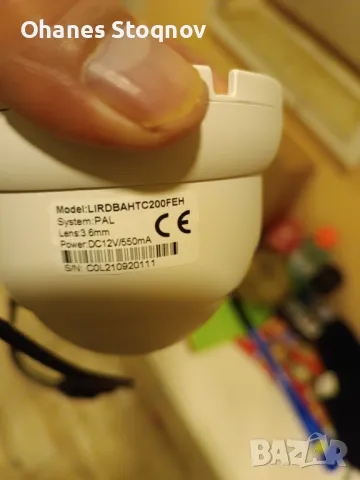 Ohanes Stoqnov
Model:LIRDBAHTC200FEH
System:PAL
Lens:3.6mm
Power:DC12V/550mA
CE
S/N: C0L210920111
BAZAR